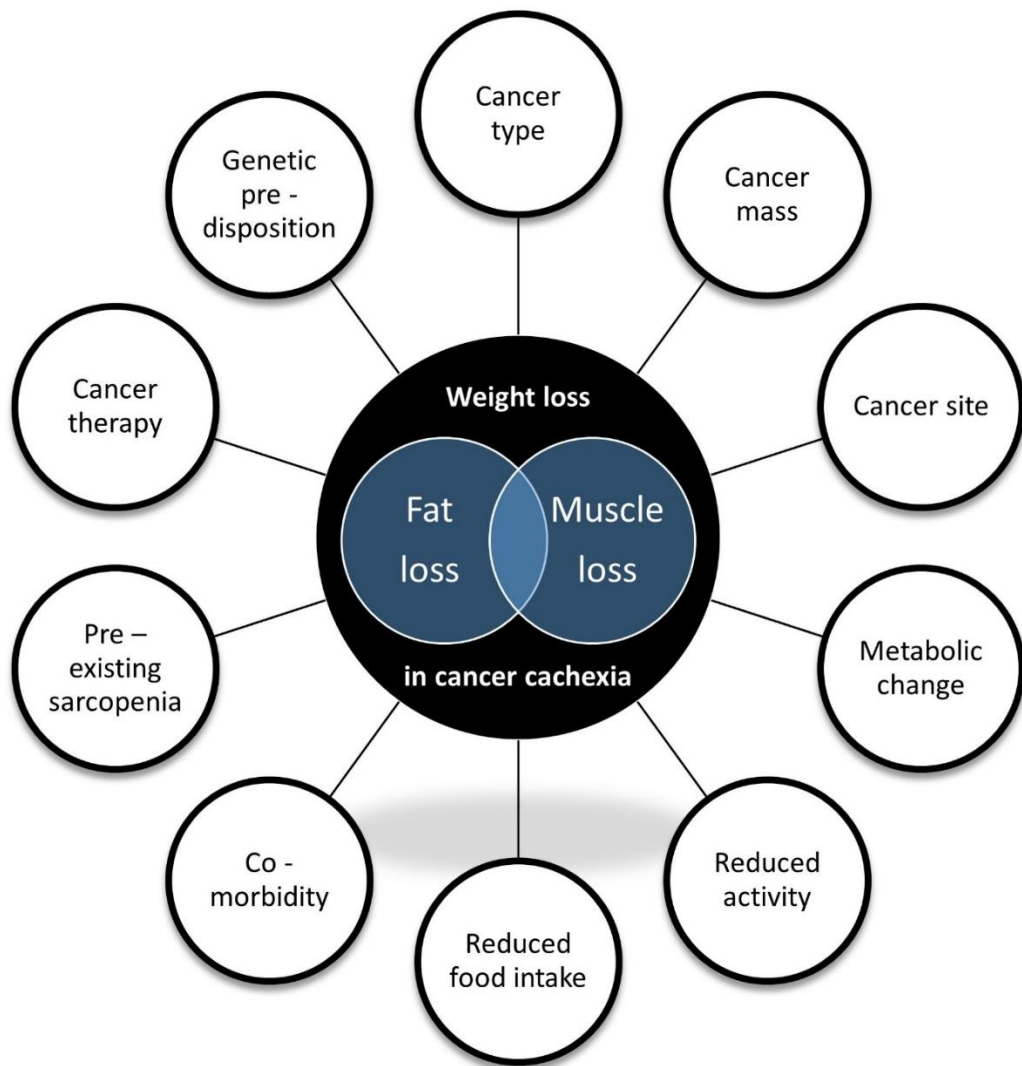 Cancer
type
Cancer
mass
Cancer site
Metabolic
change
Reduced
activity
Reduced
food intake
Co -
morbidity
Pre –
existing
sarcopenia
Cancer
therapy
Genetic
pre -
disposition
Weight loss
Fat
loss
Muscle
loss
in cancer cachexia